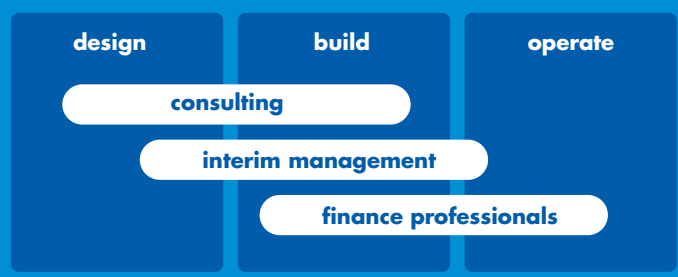 design build operate
consulting
interim management
finance professionals